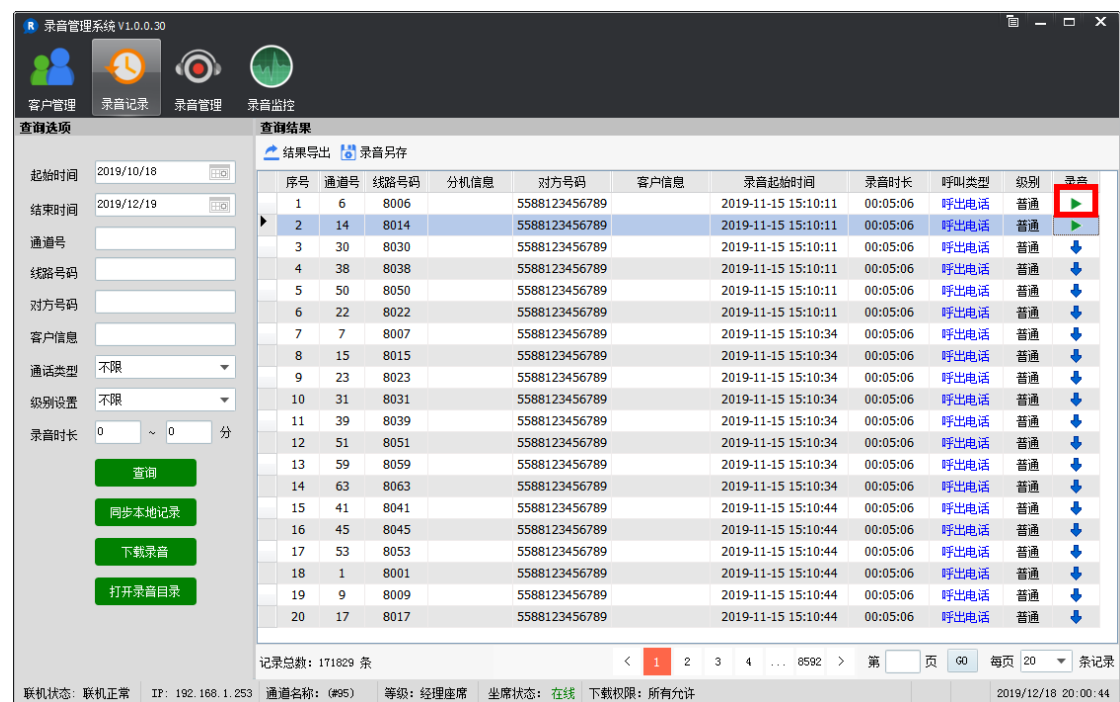 录音管理系统 V1.0.0.30
客户管理 录音记录 录音管理 录音监控
查询选项
起始时间 2019/10/18
结束时间 2019/12/19
通道号
线路号码
对方号码
客户信息
通话类型 不限
级别设置 不限
录音时长 0 ~ 0 分
查询
同步本地记录
下载录音
打开录音目录
查询结果
结果导出 录音另存
序号 通道号 线路号码 分机信息 对方号码 客户信息 录音起始时间 录音时长 呼叫类型 级别 录音
1 6 8006 5588123456789 2019-11-15 15:10:11 00:05:06 呼出电话 普通
2 14 8014 5588123456789 2019-11-15 15:10:11 00:05:06 呼出电话 普通
3 30 8030 5588123456789 2019-11-15 15:10:11 00:05:06 呼出电话 普通
4 38 8038 5588123456789 2019-11-15 15:10:11 00:05:06 呼出电话 普通
5 50 8050 5588123456789 2019-11-15 15:10:11 00:05:06 呼出电话 普通
6 22 8022 5588123456789 2019-11-15 15:10:11 00:05:06 呼出电话 普通
7 7 8007 5588123456789 2019-11-15 15:10:34 00:05:06 呼出电话 普通
8 15 8015 5588123456789 2019-11-15 15:10:34 00:05:06 呼出电话 普通
9 23 8023 5588123456789 2019-11-15 15:10:34 00:05:06 呼出电话 普通
10 31 8031 5588123456789 2019-11-15 15:10:34 00:05:06 呼出电话 普通
11 39 8039 5588123456789 2019-11-15 15:10:34 00:05:06 呼出电话 普通
12 51 8051 5588123456789 2019-11-15 15:10:34 00:05:06 呼出电话 普通
13 59 8059 5588123456789 2019-11-15 15:10:34 00:05:06 呼出电话 普通
14 63 8063 5588123456789 2019-11-15 15:10:34 00:05:06 呼出电话 普通
15 41 8041 5588123456789 2019-11-15 15:10:44 00:05:06 呼出电话 普通
16 45 8045 5588123456789 2019-11-15 15:10:44 00:05:06 呼出电话 普通
17 53 8053 5588123456789 2019-11-15 15:10:44 00:05:06 呼出电话 普通
18 1 8001 5588123456789 2019-11-15 15:10:44 00:05:06 呼出电话 普通
19 9 8009 5588123456789 2019-11-15 15:10:44 00:05:06 呼出电话 普通
20 17 8017 5588123456789 2019-11-15 15:10:44 00:05:06 呼出电话 普通
记录总数: 171829 条 < 1 2 3 4 ... 8592 > 第 页 GO 每页 20 条记录
联机状态: 联机正常 IP: 192.168.1.253 通道名称: (#95) 等级: 经理座席 坐席状态: 在线 下载权限: 所有允许 2019/12/18 20:00:44